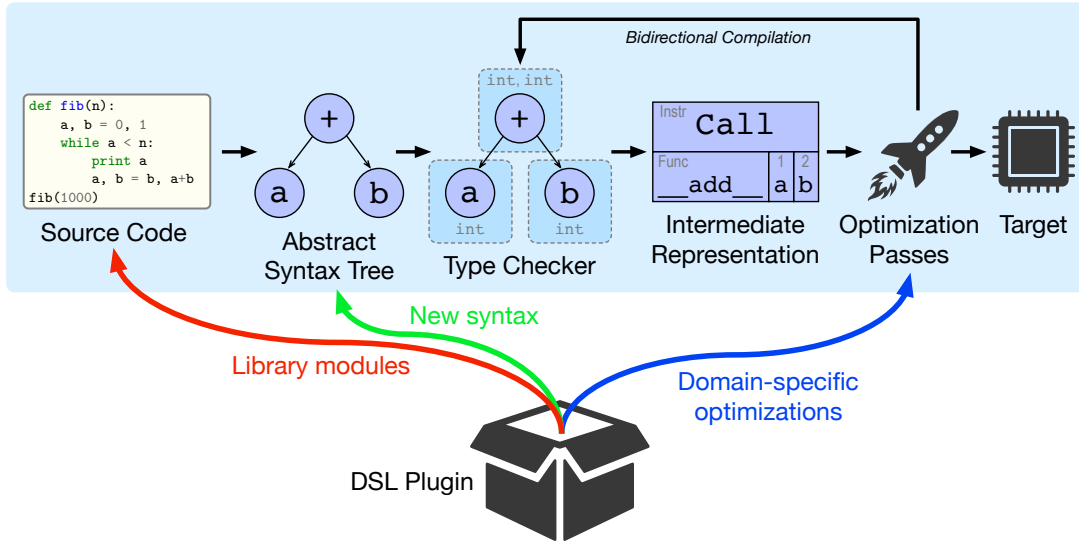 Bidirectional Compilation
def fib(n):
    a, b = 0, 1
    while a < n:
        print a
        a, b = b, a+b
fib(1000)
Source Code
+
a
b
Abstract
Syntax Tree
int, int
+
a
b
int
int
Type Checker
Instr
Call
Func
__add__
1
a
2
b
Intermediate
Representation
Optimization
Passes
Target
Library modules
New syntax
Domain-specific
optimizations
DSL Plugin